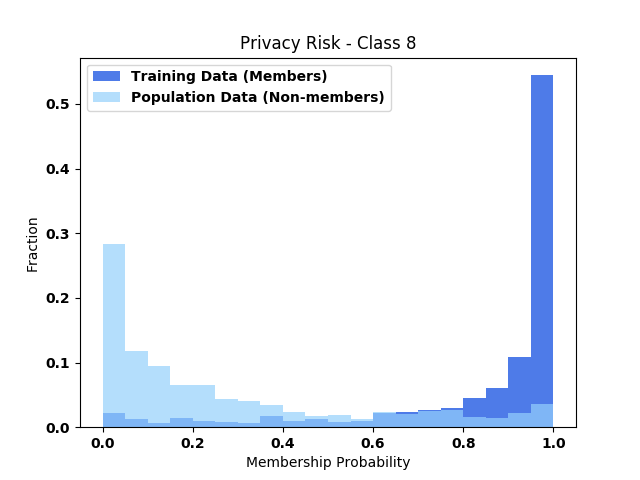 Privacy Risk - Class 8
Training Data (Members)
Population Data (Non-members)
0.5
0.4
0.3
0.2
0.1
0.0
Fraction
0.0 0.2 0.4 0.6 0.8 1.0
Membership Probability